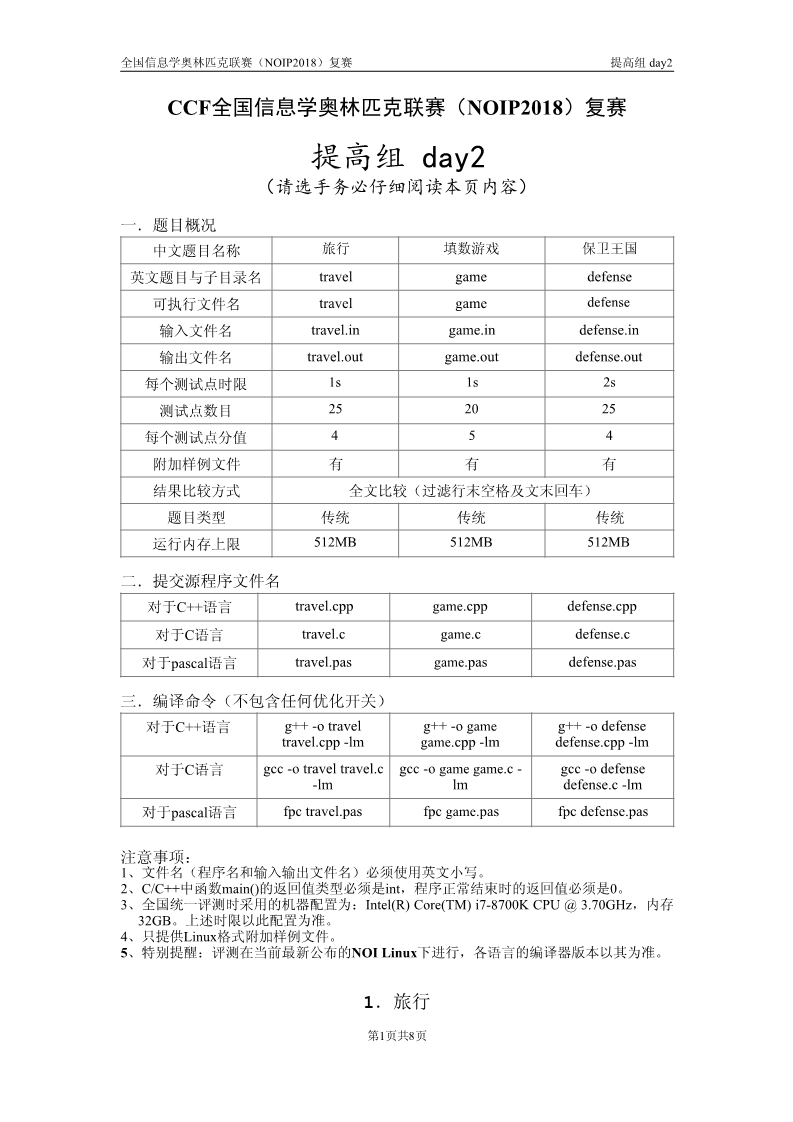 全国信息学奥林匹克联赛（NOIP2018）复赛 提高组 day2
CCF全国信息学奥林匹克联赛（NOIP2018）复赛
提高组 day2
（请选手务必仔细阅读本页内容）
一．题目概况
中文题目名称 旅行 填数游戏 保卫王国
英文题目与子目录名 travel game defense
可执行文件名 travel game defense
输入文件名 travel.in game.in defense.in
输出文件名 travel.out game.out defense.out
每个测试点时限 1s 1s 2s
测试点数目 25 20 25
每个测试点分值 4 5 4
附加样例文件 有 有 有
结果比较方式 全文比较（过滤行末空格及文末回车）
题目类型 传统 传统 传统
运行内存上限 512MB 512MB 512MB
二．提交源程序文件名
对于C++语言 travel.cpp game.cpp defense.cpp
对于C语言 travel.c game.c defense.c
对于pascal语言 travel.pas game.pas defense.pas
三．编译命令（不包含任何优化开关）
对于C++语言 g++ -o travel g++ -o game g++ -o defense
travel.cpp -lm game.cpp -lm defense.cpp -lm
对于C语言 gcc -o travel travel.c gcc -o game game.c - gcc -o defense
-lm lm defense.c -lm
对于pascal语言 fpc travel.pas fpc game.pas fpc defense.pas
注意事项：
1、文件名（程序名和输入输出文件名）必须使用英文小写。
2、C/C++中函数main()的返回值类型必须是int，程序正常结束时的返回值必须是0。
3、全国统一评测时采用的机器配置为：Intel(R) Core(TM) i7-8700K CPU @ 3.70GHz，内存
32GB。上述时限以此配置为准。
4、只提供Linux格式附加样例文件。
5、特别提醒：评测在当前最新公布的NOI Linux下进行，各语言的编译器版本以其为准。
1．旅行
第1页共8页